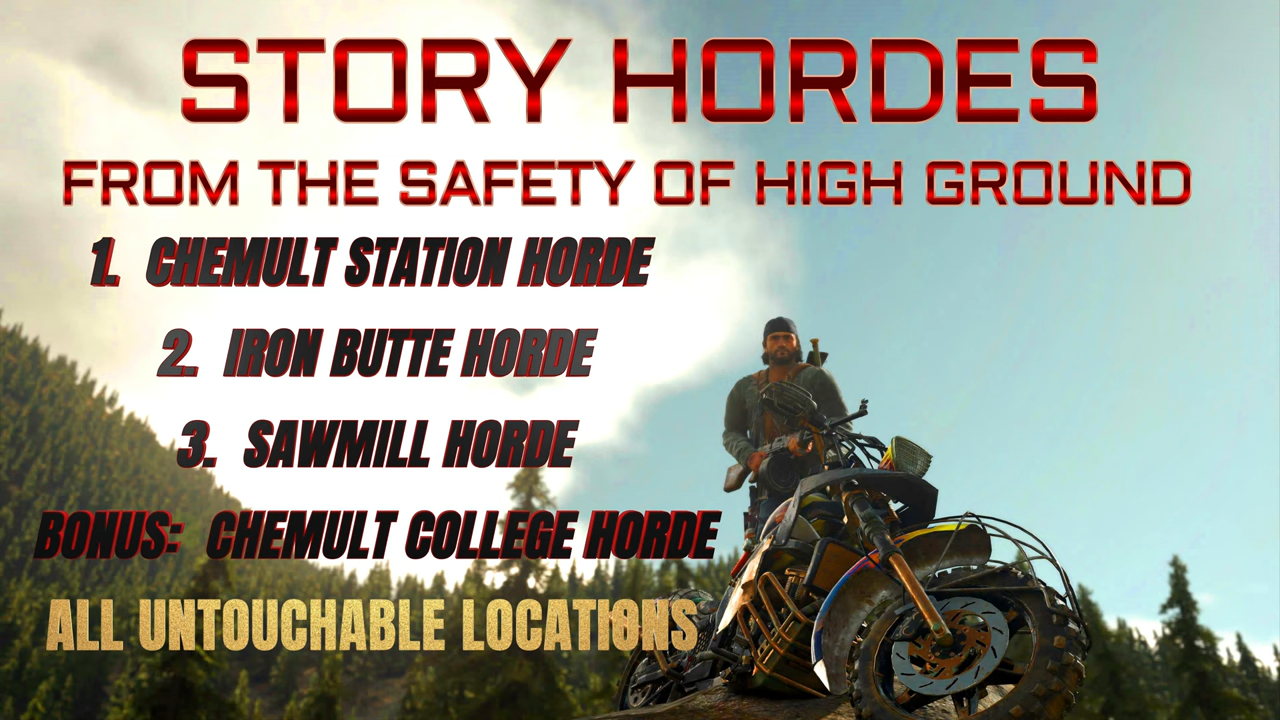 STORY HORDES
FROM THE SAFETY OF HIGH GROUND
1. CHEMULT STATION HORDE
2. IRON BUTTE HORDE
3. SAWMILL HORDE
BONUS: CHEMULT COLLEGE HORDE
ALL UNTOUCHABLE LOCATIONS